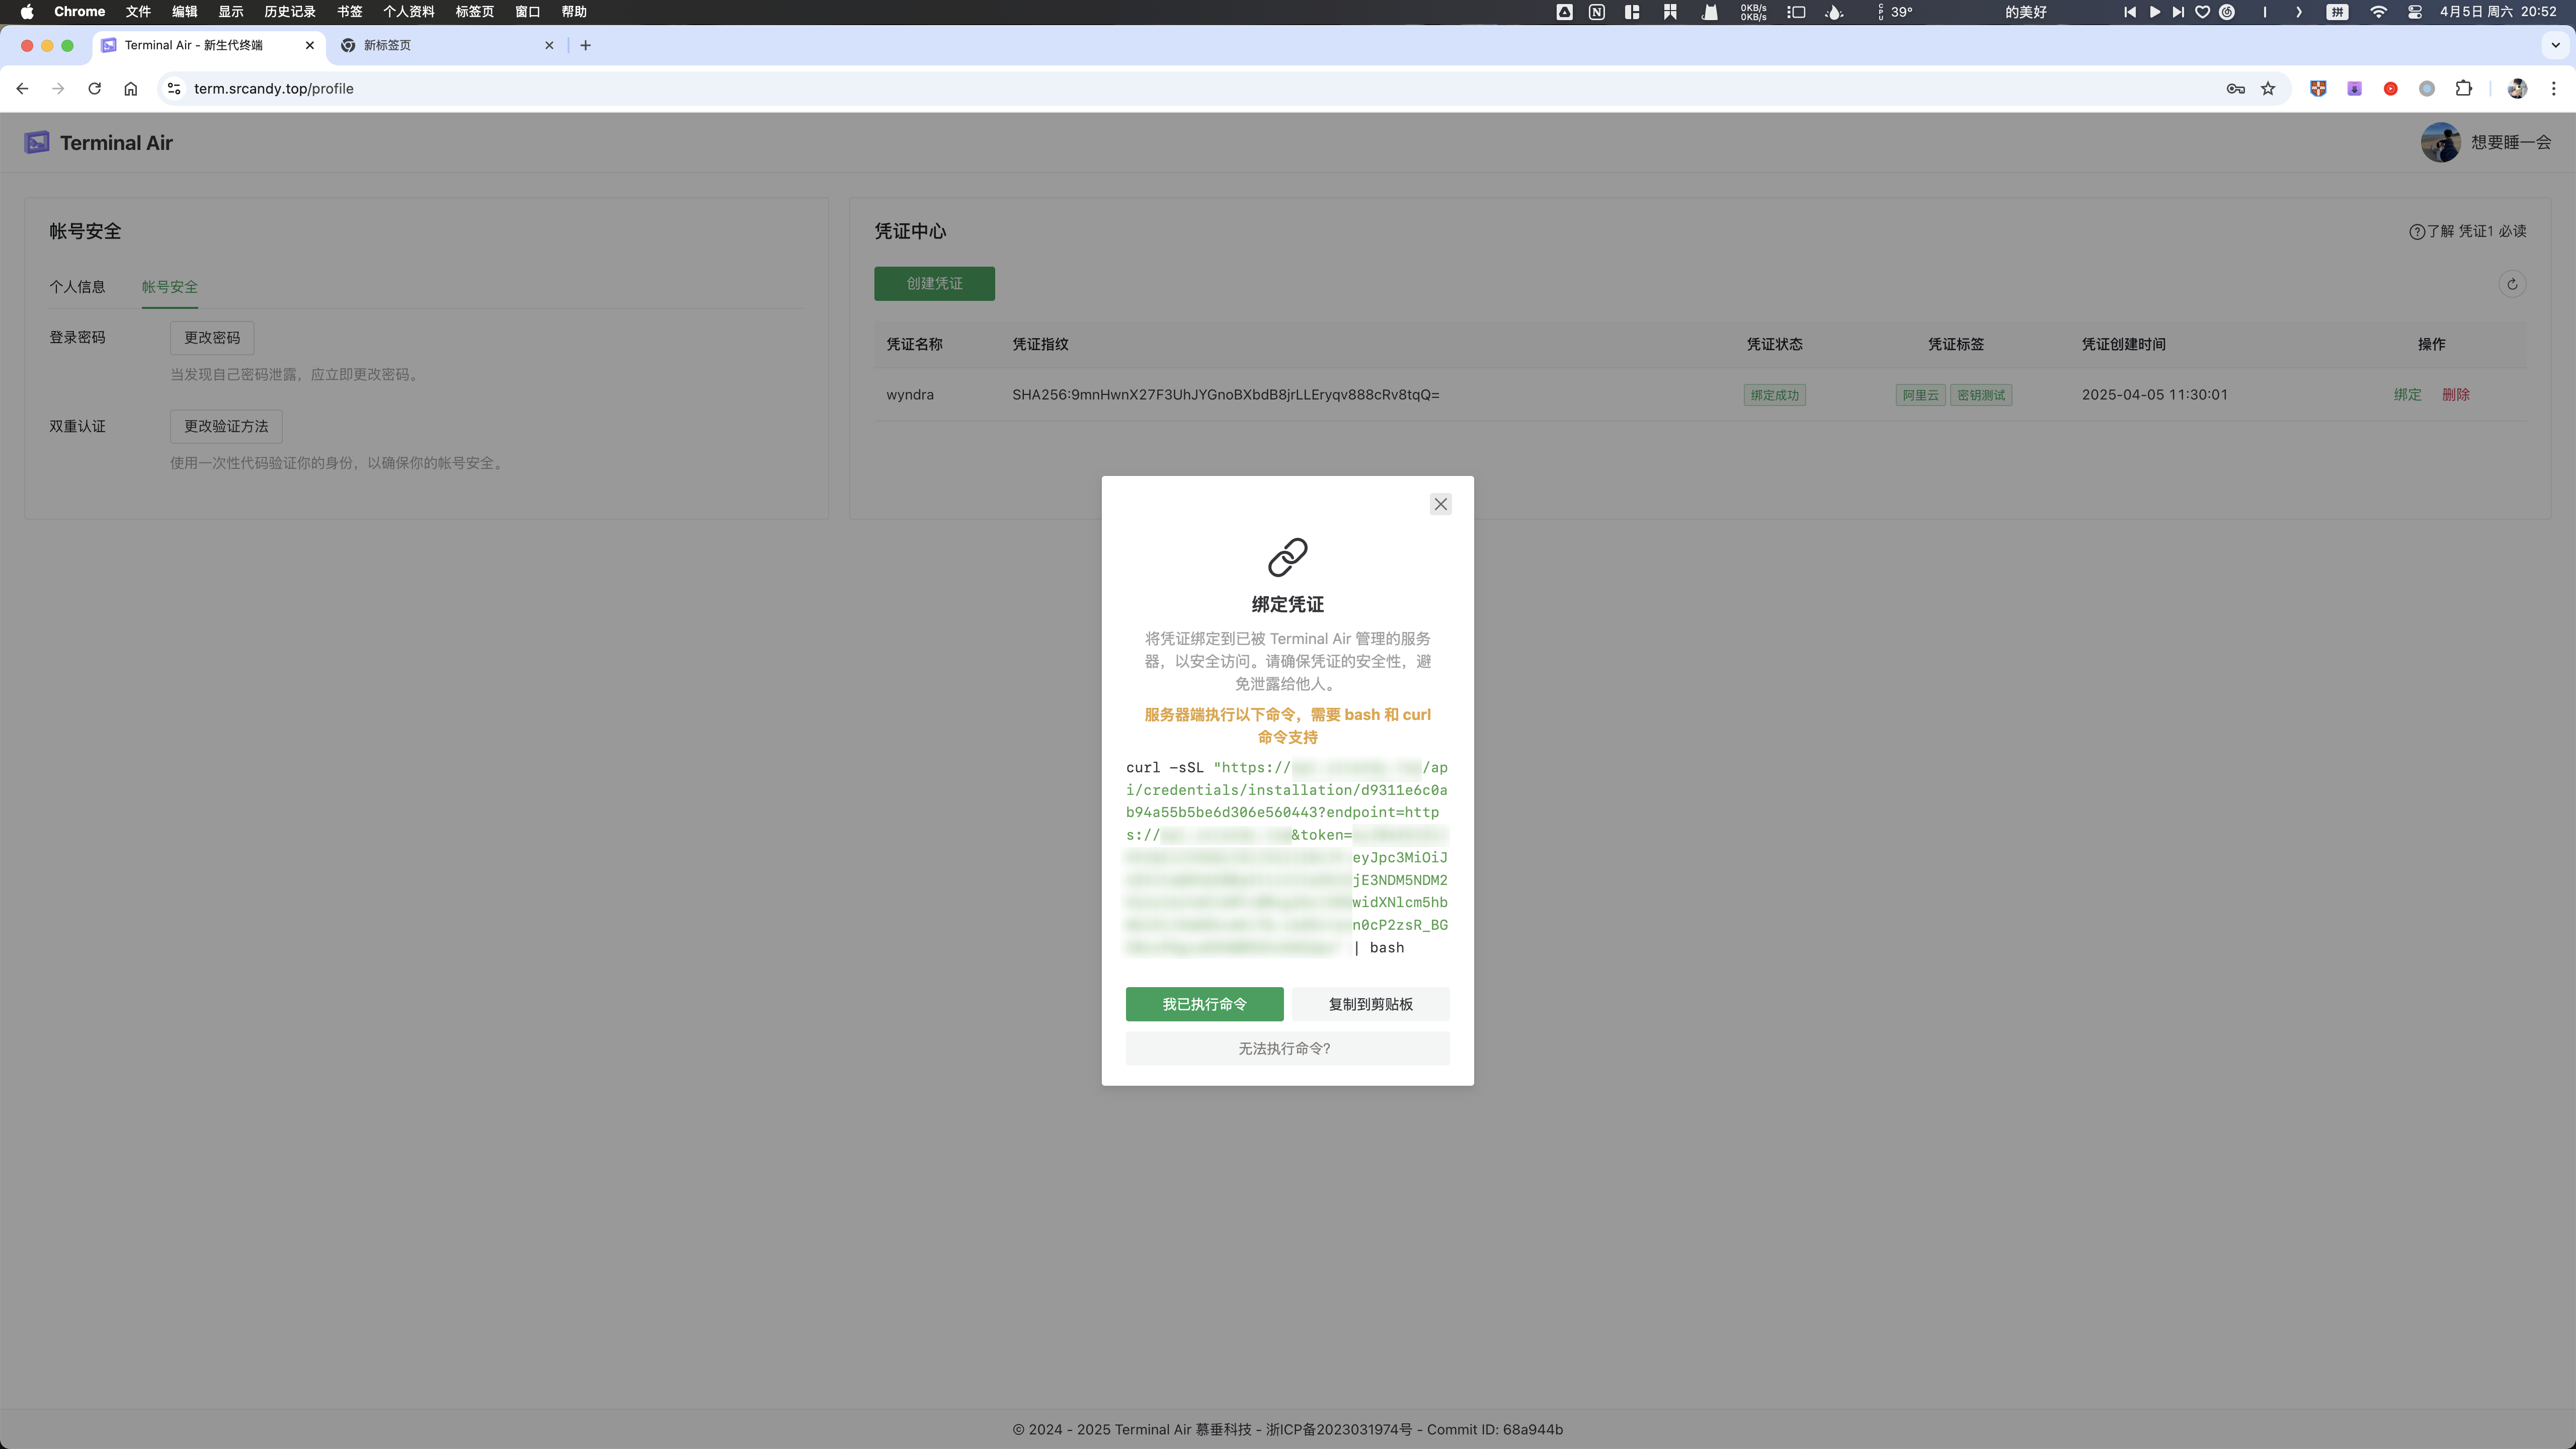 Chrome 文件 编辑 显示 历史记录 书签 个人资料 标签页 窗口 帮助 0KB/s 0KB/s CPU 39° 的美好 拼 4月5日 周六 20:52
Terminal Air - 新生代终端 新标签页
term.srcandy.top/profile
Terminal Air 想要睡一会
帐号安全
个人信息 帐号安全
登录密码 更改密码
当发现自己密码泄露，应立即更改密码。
双重认证 更改验证方法
使用一次性代码验证你的身份，以确保你的帐号安全。
凭证中心 了解 凭证1 必读
创建凭证
凭证名称 凭证指纹 凭证状态 凭证标签 凭证创建时间 操作
wyndra SHA256:9mnHwnX27F3UhJYGnoBXbdB8jrLLEryqv888cRv8tqQ= 绑定成功 阿里云 密钥测试 2025-04-05 11:30:01 绑定 删除
绑定凭证
将凭证绑定到已被 Terminal Air 管理的服务
器，以安全访问。请确保凭证的安全性，避
免泄露给他人。
服务器端执行以下命令，需要 bash 和 curl
命令支持
curl -sSL "https:// /ap
i/credentials/installation/d9311e6c0a
b94a55b5be6d306e560443?endpoint=http
s:// &token=
eyJpc3MiOiJ
jE3NDM5NDM2
widXNlcm5hb
n0cP2zsR_BG
| bash
我已执行命令 复制到剪贴板
无法执行命令?
© 2024 - 2025 Terminal Air 慕垂科技 - 浙ICP备2023031974号 - Commit ID: 68a944b